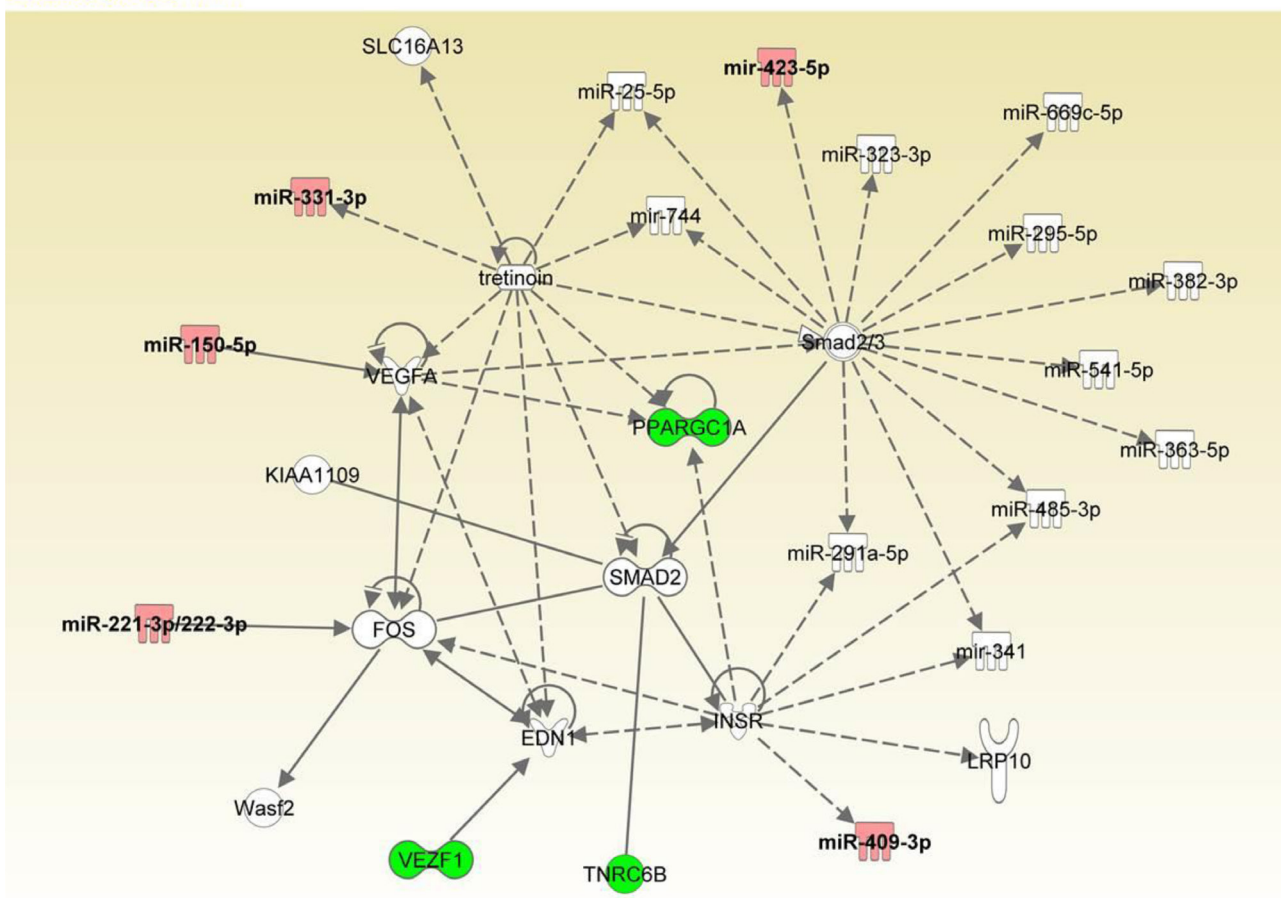 SLC16A13
mir-423-5p
miR-25-5p
miR-669c-5p
miR-323-3p
miR-331-3p
mir-744
miR-295-5p
tretinoin
miR-382-3p
miR-150-5p
Smad2/3
VEGFA
miR-541-5p
PPARGC1A
miR-363-5p
KIAA1109
miR-485-3p
miR-291a-5p
SMAD2
miR-221-3p/222-3p
FOS
mir-341
INSR
EDN1
LRP10
Wasf2
miR-409-3p
VEZF1
TNRC6B